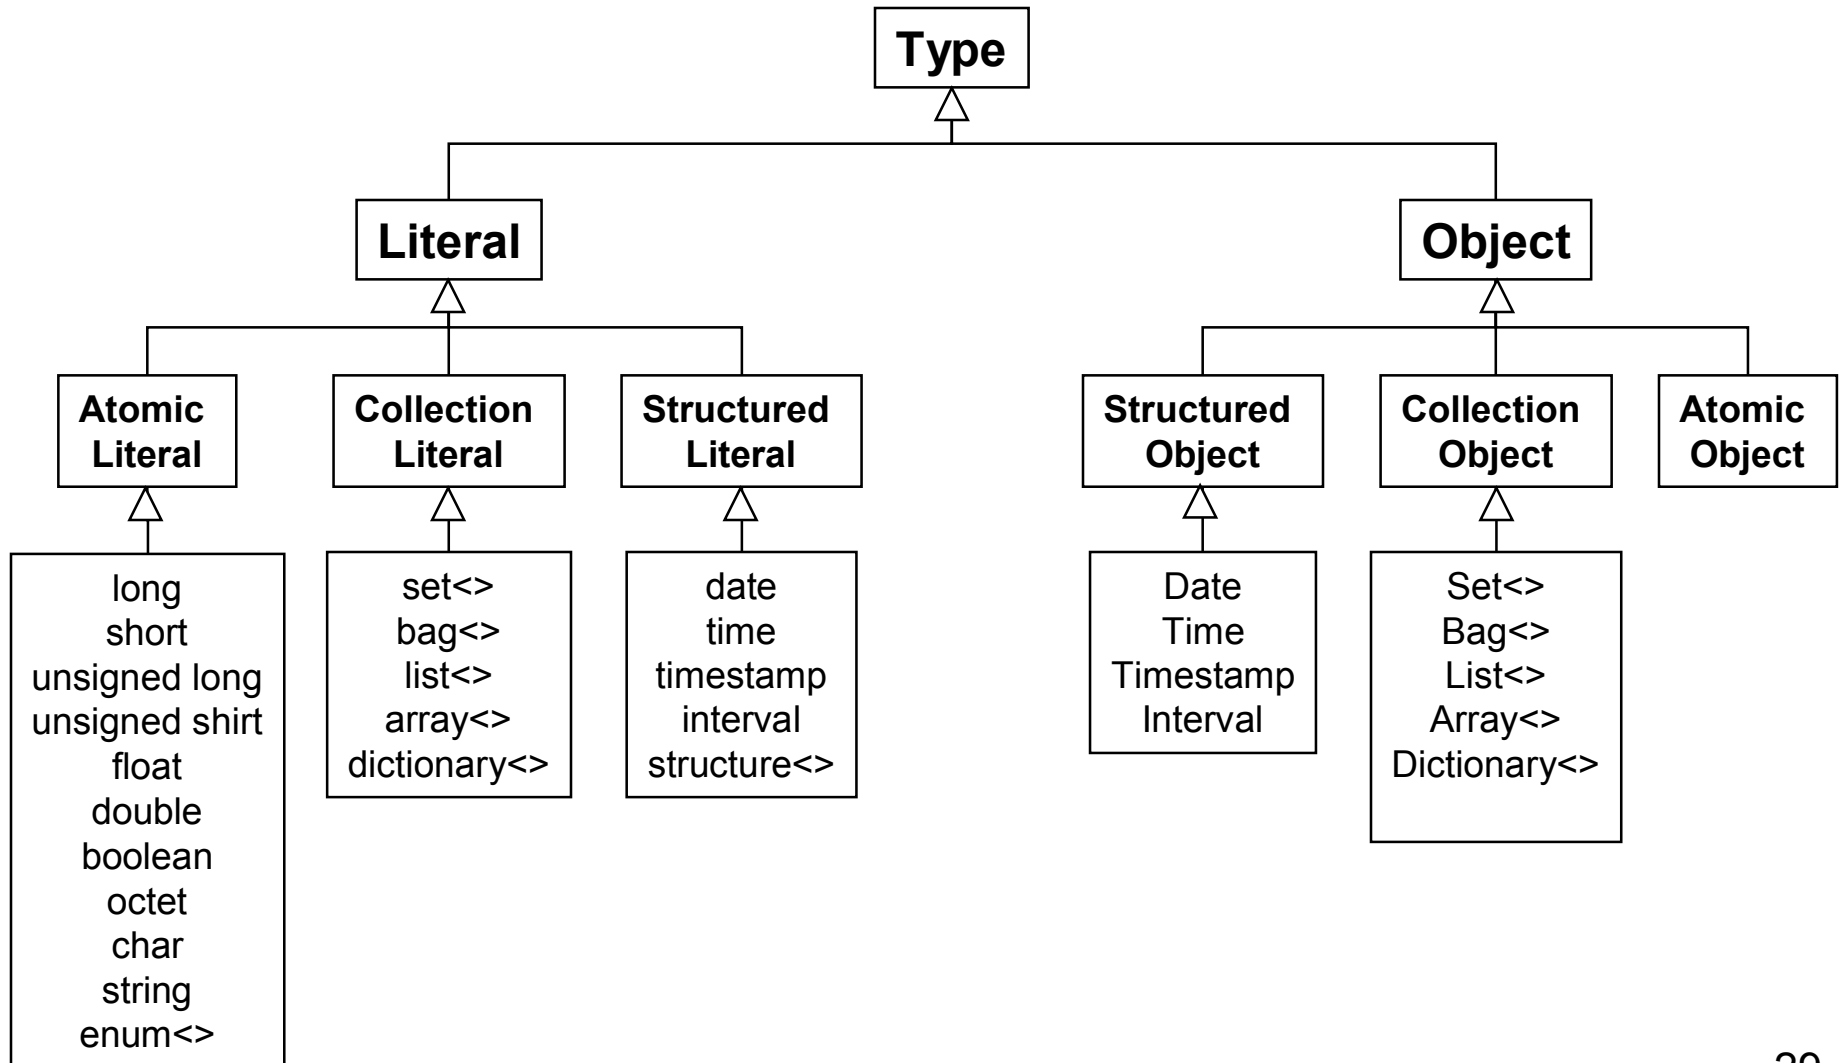 Type
Literal
Object
Atomic
Literal
Collection
Literal
Structured
Literal
Structured
Object
Collection
Object
Atomic
Object
long
short
unsigned long
unsigned shirt
float
double
boolean
octet
char
string
enum<>
set<>
bag<>
list<>
array<>
dictionary<>
date
time
timestamp
interval
structure<>
Date
Time
Timestamp
Interval
Set<>
Bag<>
List<>
Array<>
Dictionary<>